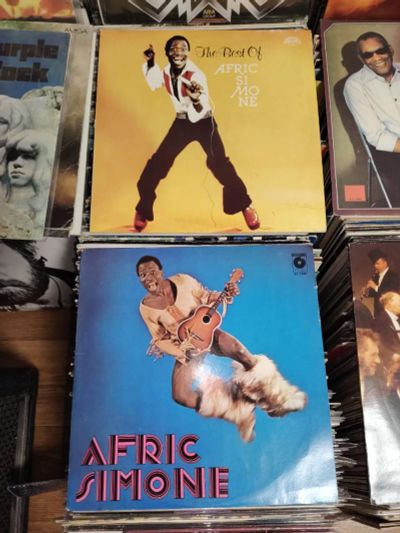 urple
ock
The Best Of
AFRIC
SI
MO
NE
AFRIC
SIMONE